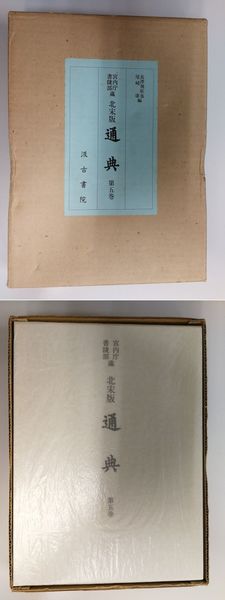 長澤規矩也
尾崎 康 編
宮内庁
書陵部 蔵 北宋版
通典
第五巻
汲古書院
宮内庁
書陵部 蔵 北宋版
通典
第五巻